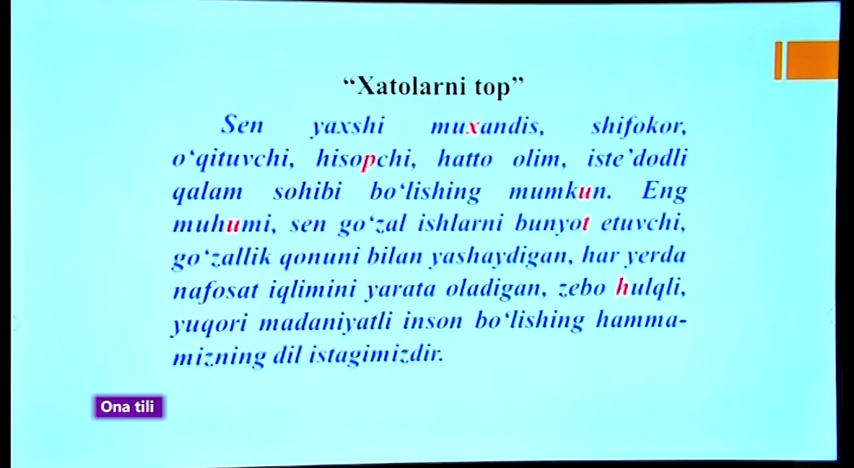 “Xatolarni top”
Sen yaxshi muxandis, shifokor,
o‘qituvchi, hisopchi, hatto olim, iste’dodli
qalam sohibi bo‘lishing mumkun. Eng
muhumi, sen go‘zal ishlarni bunyot etuvchi,
go‘zallik qonuni bilan yashaydigan, har yerda
nafosat iqlimini yarata oladigan, zebo hulqli,
yuqori madaniyatli inson bo‘lishing hamma-
mizning dil istagimizdir.
Ona tili